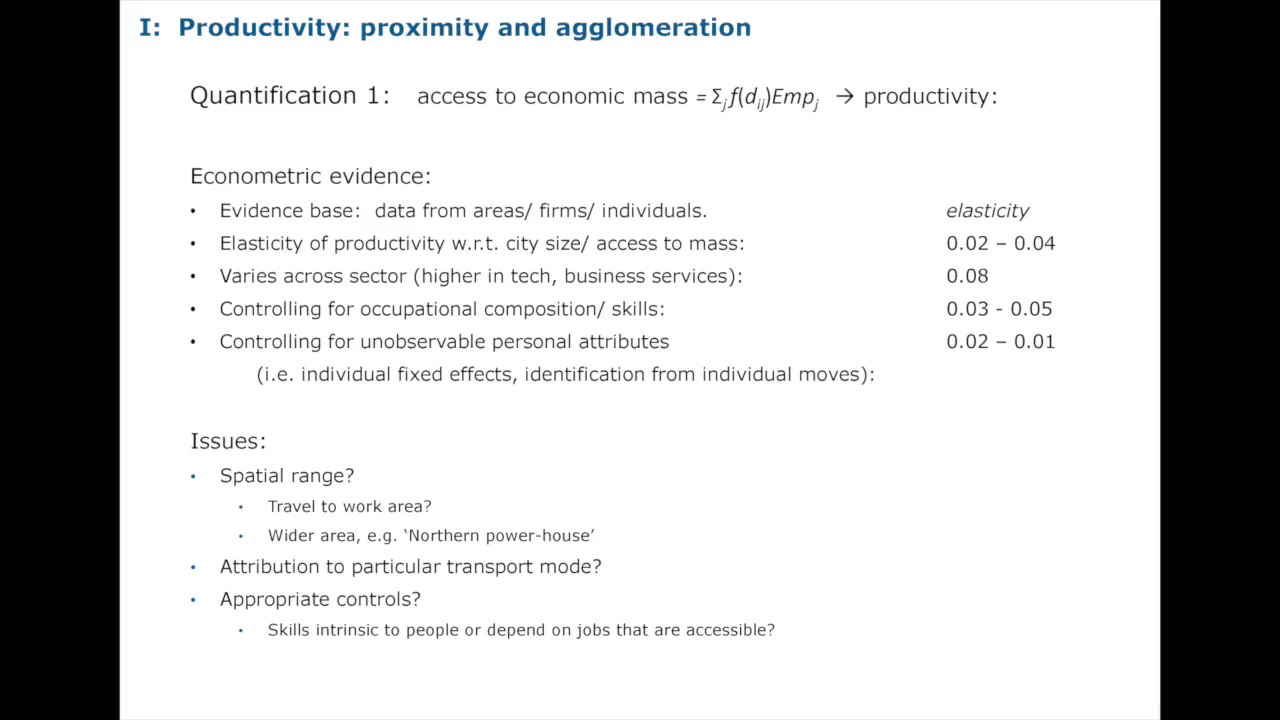 I: Productivity: proximity and agglomeration
Quantification 1: access to economic mass = Σj f(dij)Empj → productivity:
Econometric evidence:
• Evidence base: data from areas/ firms/ individuals. elasticity
• Elasticity of productivity w.r.t. city size/ access to mass: 0.02 – 0.04
• Varies across sector (higher in tech, business services): 0.08
• Controlling for occupational composition/ skills: 0.03 - 0.05
• Controlling for unobservable personal attributes 0.02 – 0.01
(i.e. individual fixed effects, identification from individual moves):
Issues:
• Spatial range?
• Travel to work area?
• Wider area, e.g. ‘Northern power-house’
• Attribution to particular transport mode?
• Appropriate controls?
• Skills intrinsic to people or depend on jobs that are accessible?